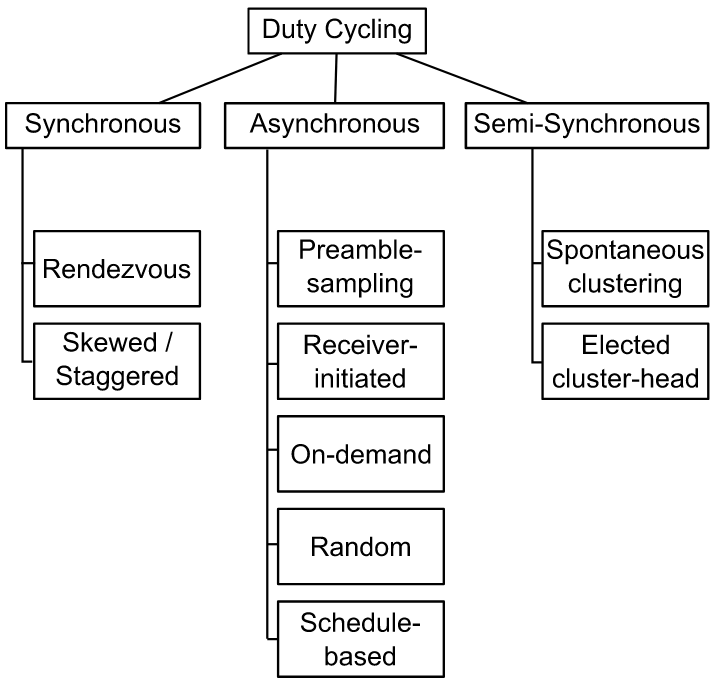 Duty Cycling
Synchronous
Asynchronous
Semi-Synchronous
Rendezvous
Skewed /
Staggered
Preamble-
sampling
Receiver-
initiated
On-demand
Random
Schedule-
based
Spontaneous
clustering
Elected
cluster-head